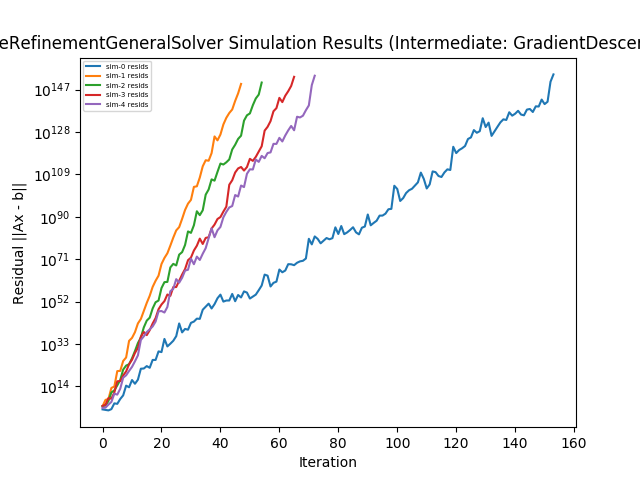 eRefinementGeneralSolver Simulation Results (Intermediate: GradientDescen
sim-0 resids
sim-1 resids
sim-2 resids
sim-3 resids
sim-4 resids
Residual ||Ax - b||
10^147
10^128
10^109
10^90
10^71
10^52
10^33
10^14
0 20 40 60 80 100 120 140 160
Iteration